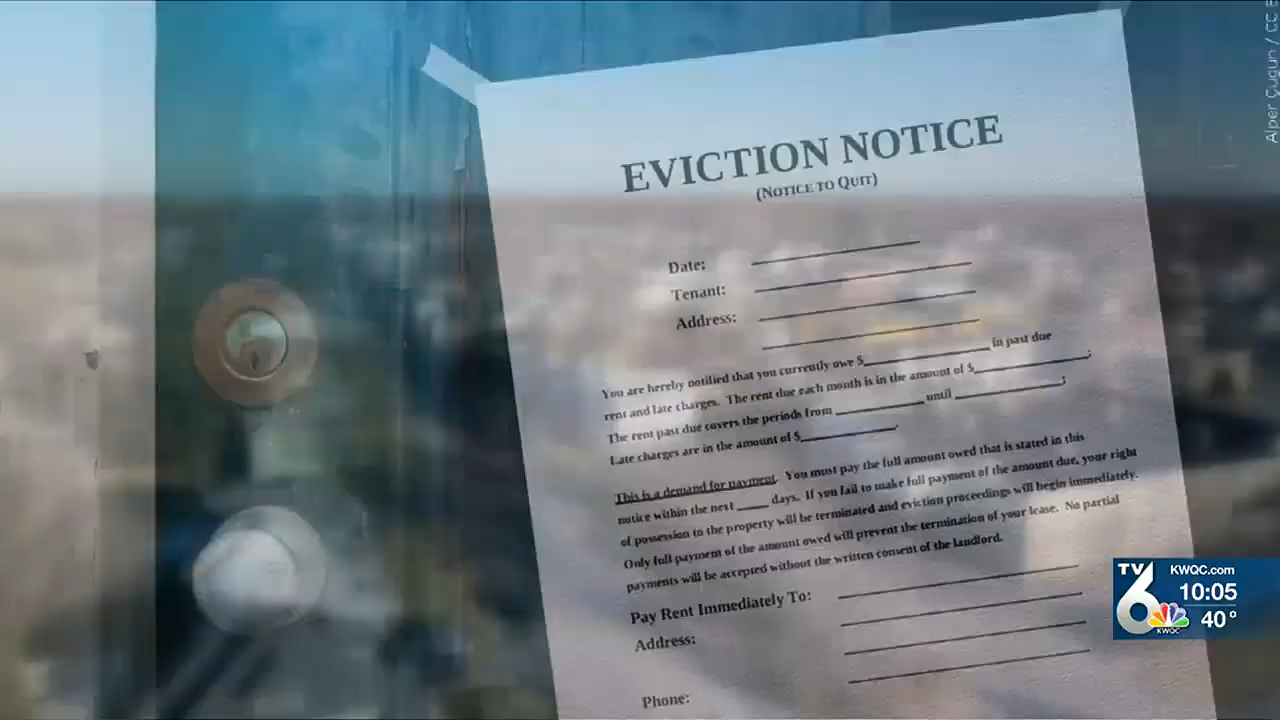 Alper Çuğun / CC B
EVICTION NOTICE
(NOTICE TO QUIT)
Date:
Tenant:
Address:
You are hereby notified that you currently owe $ in past due
rent and late charges. The rent due each month is in the amount of $ ;
The rent past due covers the periods from until ;
Late charges are in the amount of $ .
This is a demand for payment. You must pay the full amount owed that is stated in this
notice within the next days. If you fail to make full payment of the amount due, your right
of possession to the property will be terminated and eviction proceedings will begin immediately.
Only full payment of the amount owed will prevent the termination of your lease. No partial
payments will be accepted without the written consent of the landlord.
Pay Rent Immediately To:
Address:
Phone:
TV6
KWQC
KWQC.com
10:05
40°